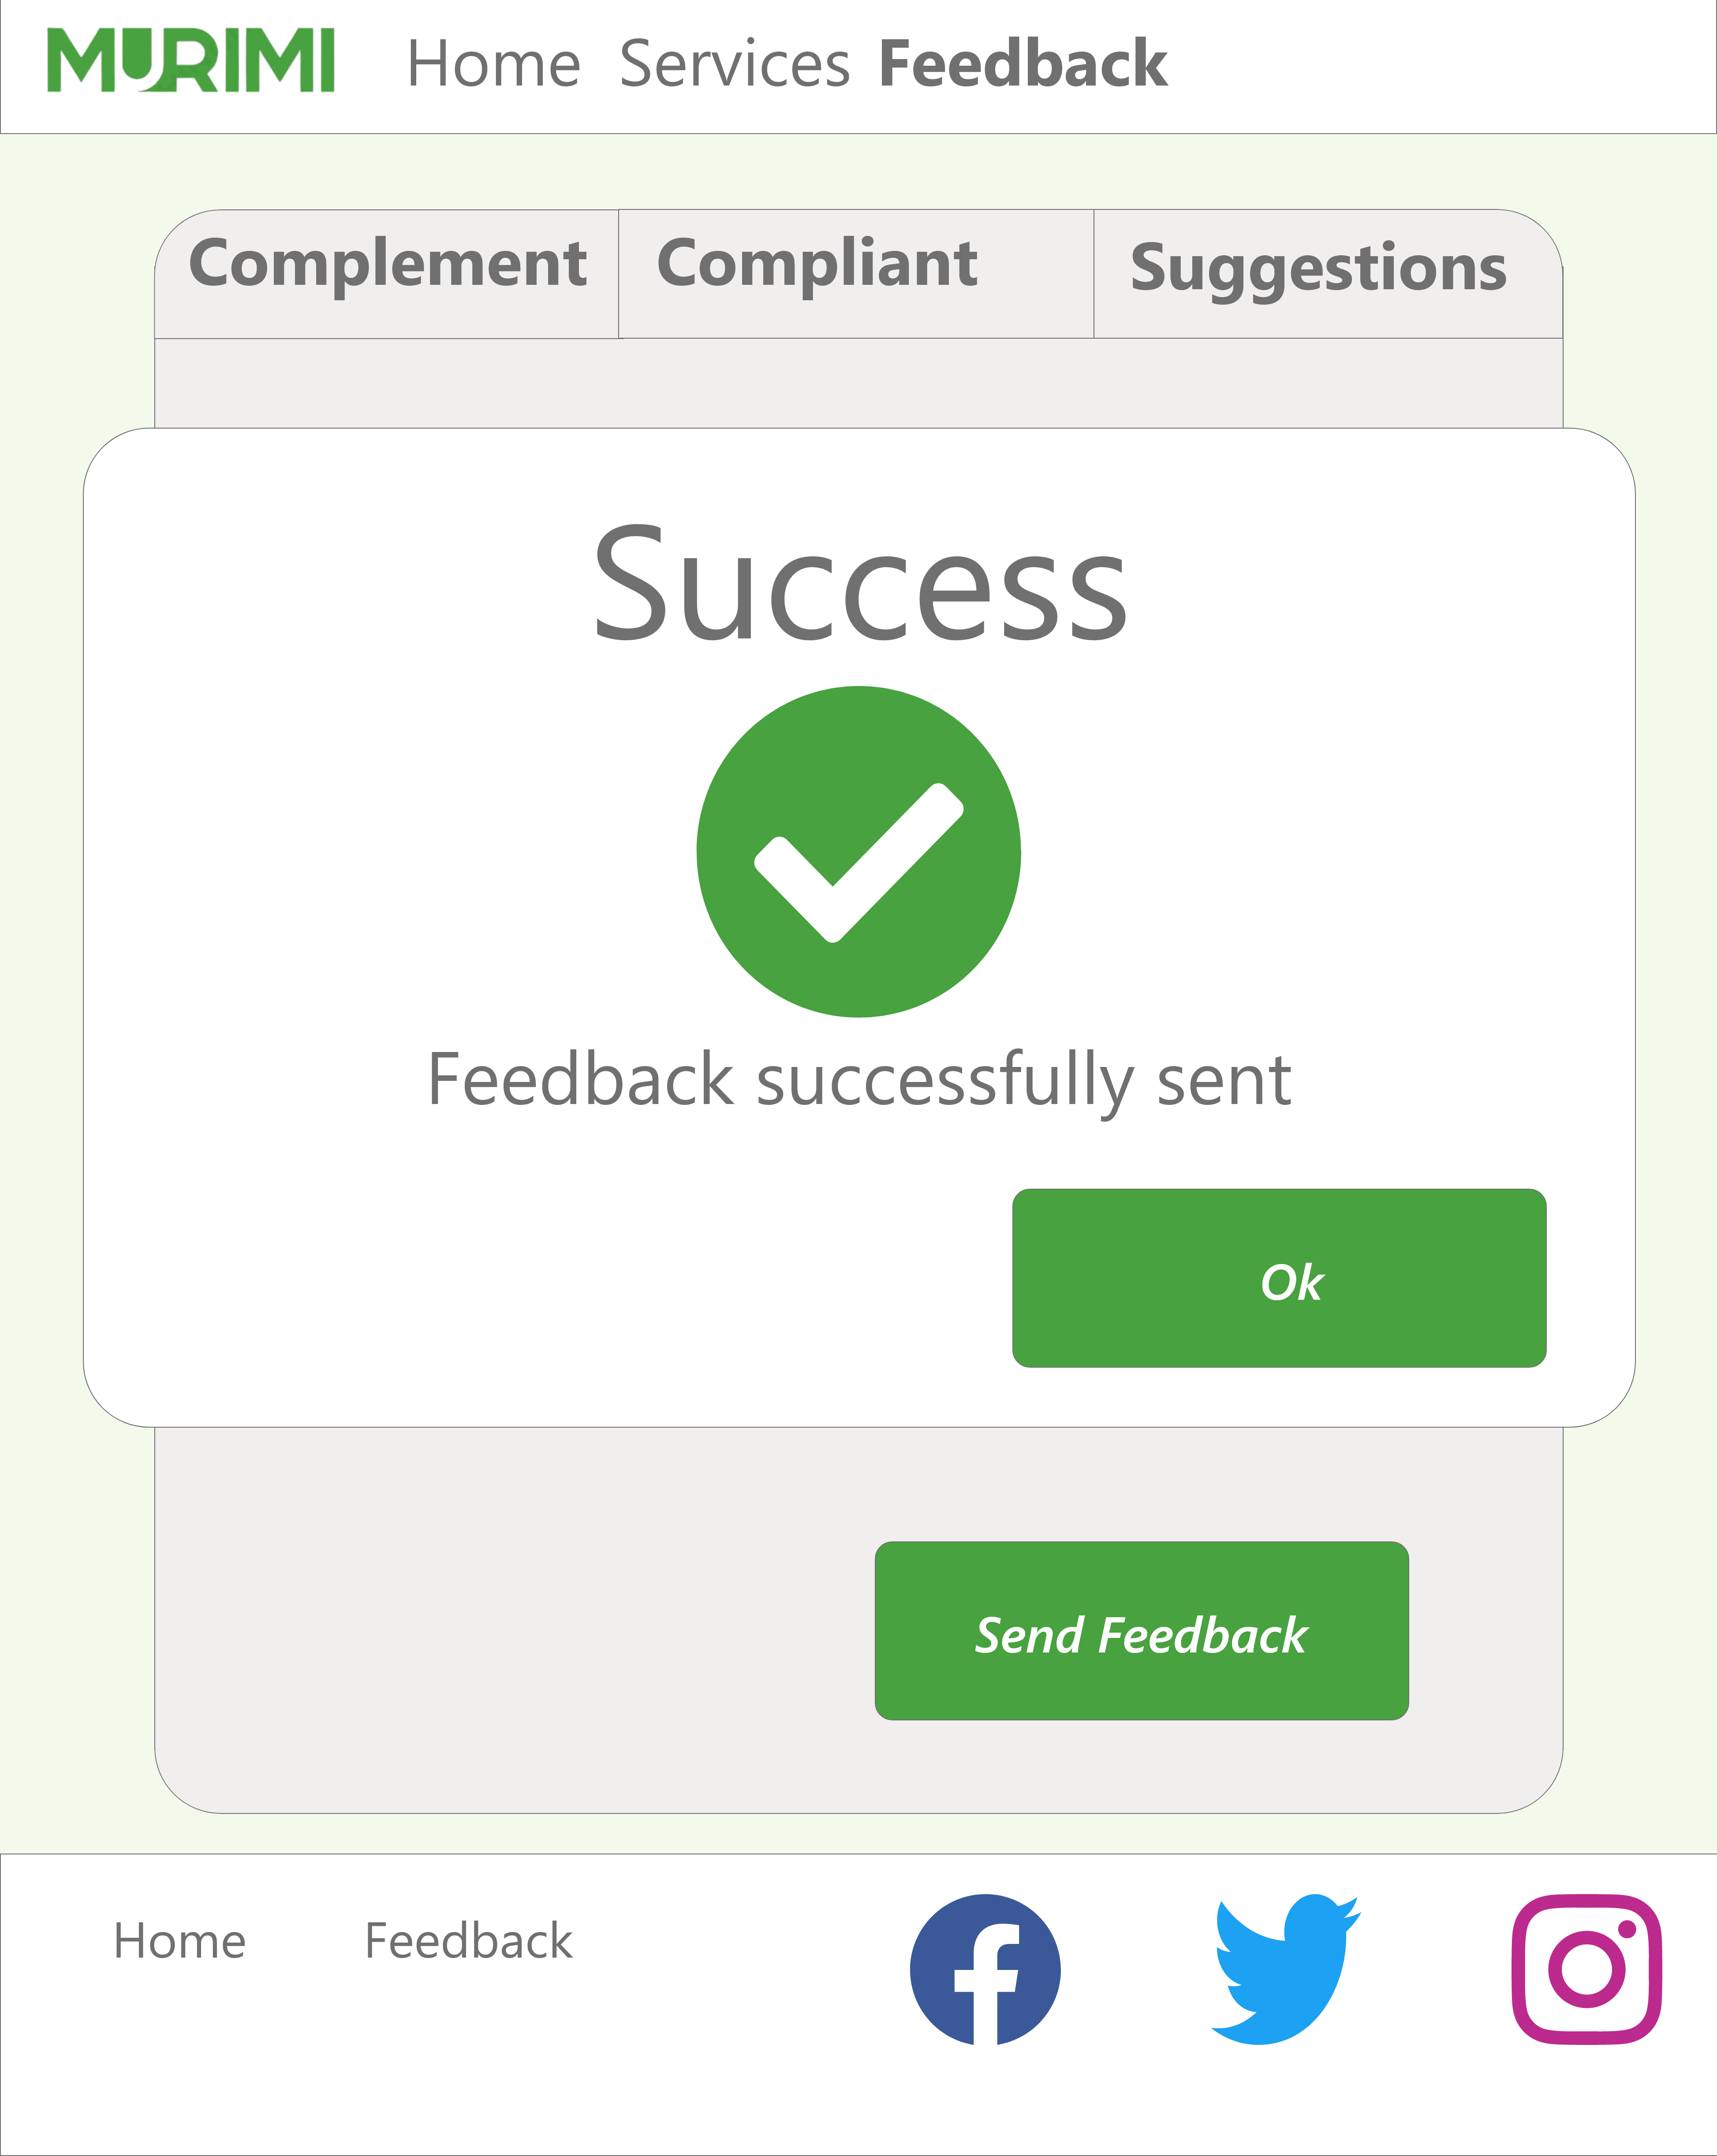 MURIMI Home Services Feedback
Complement Compliant Suggestions
Success
Feedback successfully sent
Ok
Send Feedback
Home Feedback